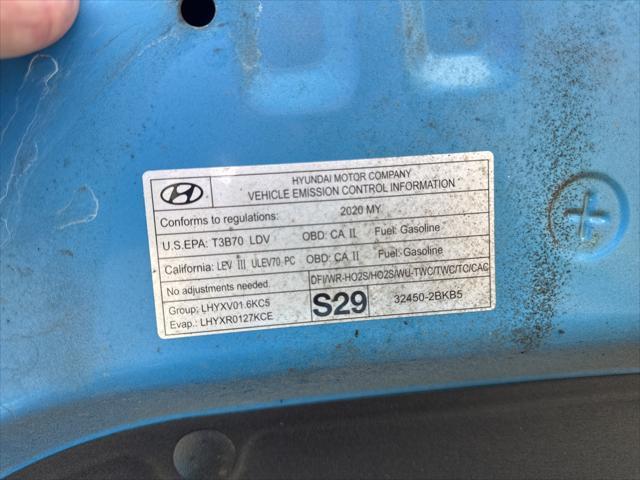 HYUNDAI MOTOR COMPANY
VEHICLE EMISSION CONTROL INFORMATION
Conforms to regulations: 2020 MY
U.S.EPA: T3B70 LDV OBD: CA II Fuel: Gasoline
California: LEV III ULEV70 PC OBD: CA II Fuel: Gasoline
No adjustments needed. DFI/WR-HO2S/HO2S/WU-TWC/TWC/TC/CAC
Group: LHYXV01.6KC5
Evap.: LHYXR0127KCE
S29
32450-2BKB5